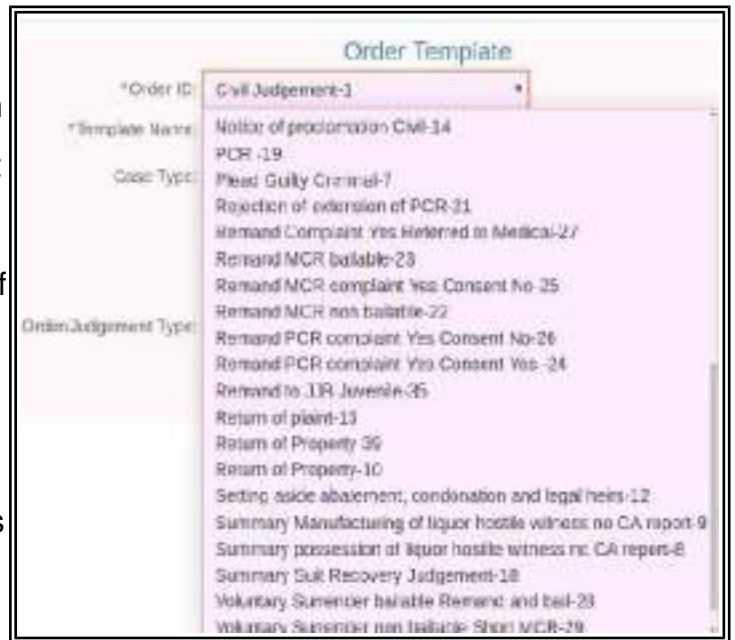 Order Template
*Order ID: Civil Judgement-1
*Template Name:
Case Type:
Order/Judgement Type:
Notice of proclamation Civil-14
PCR -19
Plead Guilty Criminal-7
Rejection of extension of PCR-21
Remand Complaint Yes Referred to Medical-27
Remand MCR bailable-23
Remand MCR complaint Yes Consent No-25
Remand MCR non bailable-22
Remand PCR complaint Yes Consent No-26
Remand PCR complaint Yes Consent Yes -24
Remand to JJB Juvenile-35
Return of plaint-13
Return of Property 39
Return of Property-10
Setting aside abatement, condonation and legal heirs-12
Summary Manufacturing of liquor hostile witness no CA report-9
Summary possession of liquor hostile witness no CA report-8
Summary Suit Recovery Judgement-18
Voluntary Surrender bailable Remand and bail-28
Voluntary Surrender non bailable Short MCR-29